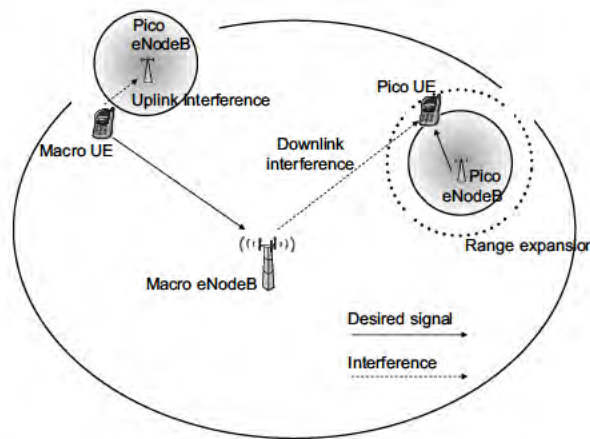 Pico
eNodeB
Uplink interference
Macro UE
Pico UE
Downlink
interference
Pico
eNodeB
Range expansion
Macro eNodeB
Desired signal
Interference